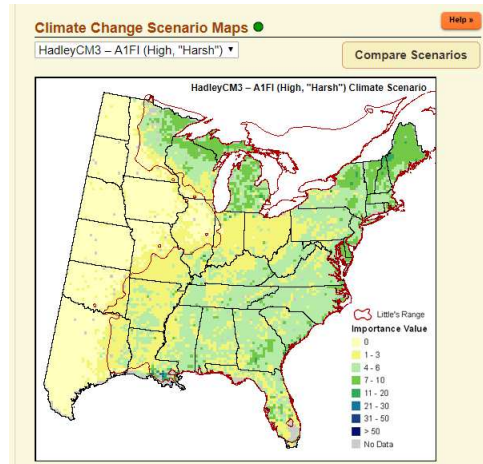 Climate Change Scenario Maps
Help »
HadleyCM3 – A1FI (High, "Harsh")
Compare Scenarios
HadleyCM3 – A1FI (High, "Harsh") Climate Scenario
Little's Range
Importance Value
0
1 - 3
4 - 6
7 - 10
11 - 20
21 - 30
31 - 50
> 50
No Data